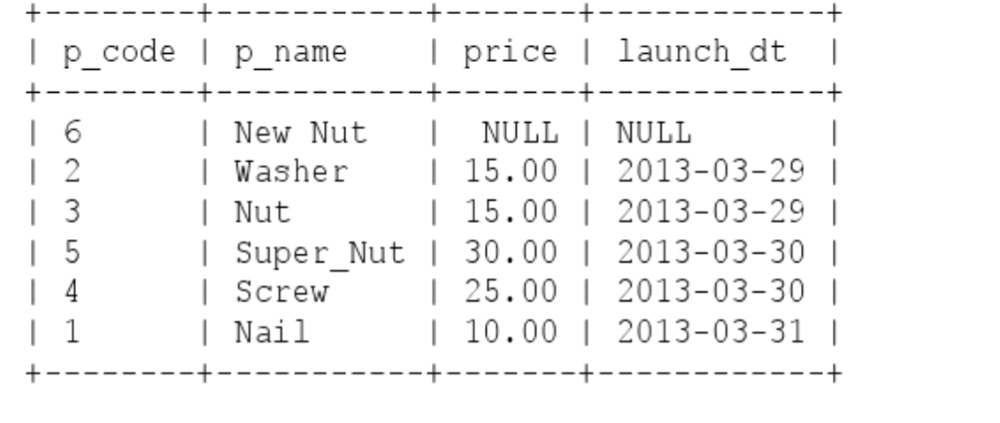 +--------+-----------+-------+------------+
| p_code | p_name    | price | launch_dt  |
+--------+-----------+-------+------------+
| 6      | New Nut   |  NULL | NULL       |
| 2      | Washer    | 15.00 | 2013-03-29 |
| 3      | Nut       | 15.00 | 2013-03-29 |
| 5      | Super_Nut | 30.00 | 2013-03-30 |
| 4      | Screw     | 25.00 | 2013-03-30 |
| 1      | Nail      | 10.00 | 2013-03-31 |
+--------+-----------+-------+------------+